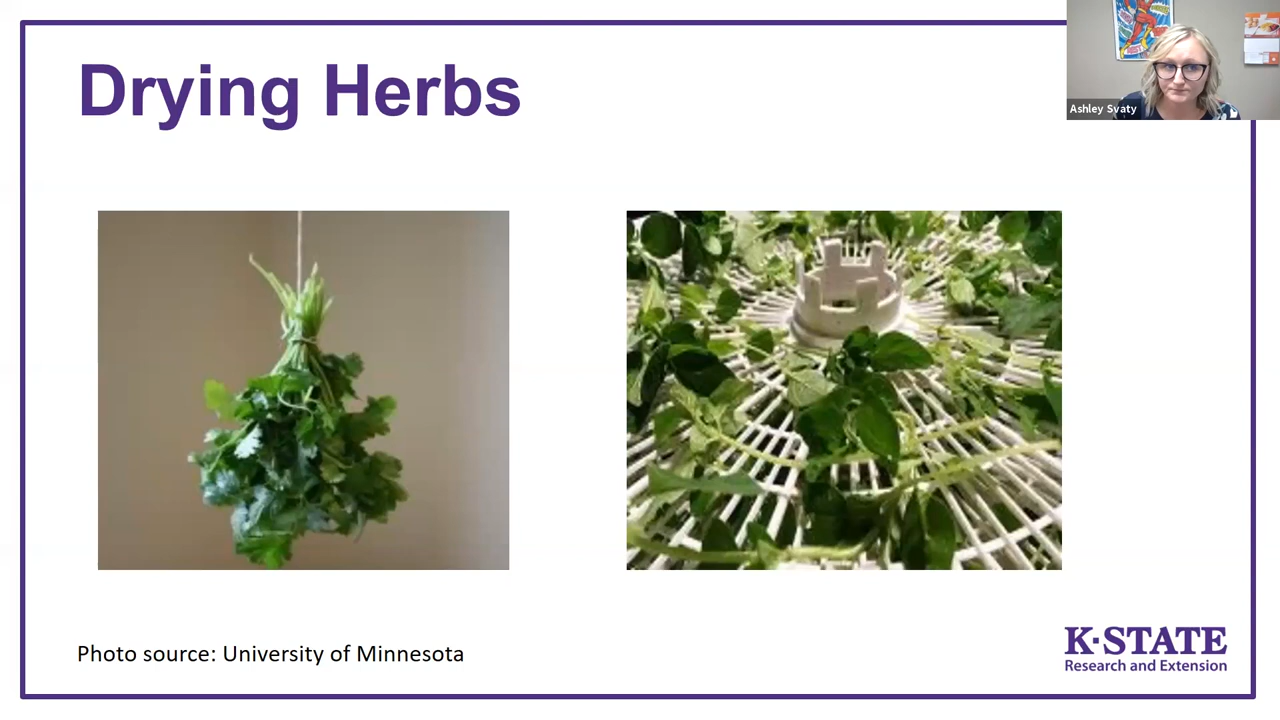 Drying Herbs
Ashley Svaty
Photo source: University of Minnesota
K·STATE
Research and Extension